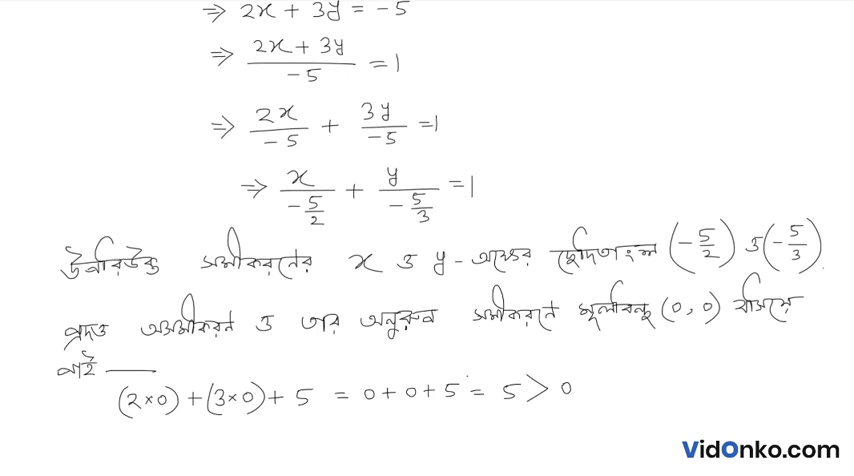 ⇒ 2x + 3y = -5
⇒ (2x + 3y)/(-5) = 1
⇒ 2x/(-5) + 3y/(-5) = 1
⇒ x/(-5/2) + y/(-5/3) = 1
উপরিউক্ত সমীকরণের x ও y - অক্ষের ছেদিতাংশ (-5/2) ও (-5/3)
প্রদত্ত অসমীকরণ ও তার অনুরূপ সমীকরণে মূলবিন্দু (0, 0) বসিয়ে
পাই —
(2×0) + (3×0) + 5 = 0 + 0 + 5 = 5 > 0
VidOnko.com